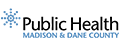 Public Health
MADISON & DANE COUNTY